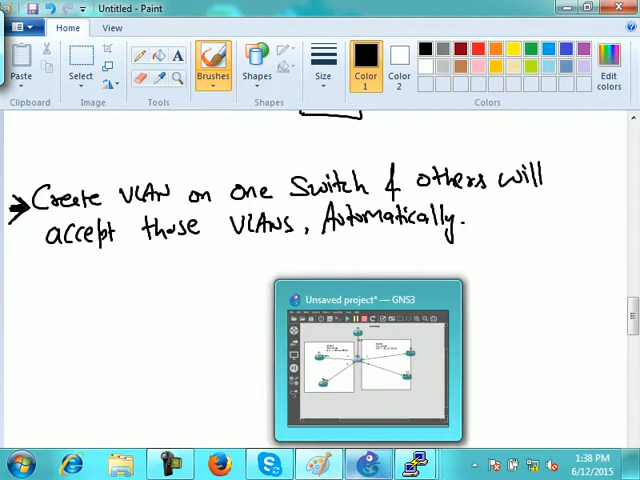 Untitled - Paint
Home View
Paste Select Brushes Shapes Size Color 1 Color 2 Edit colors
Clipboard Image Tools Shapes Colors
Create VLAN on one Switch & others will
accept those VLANs, Automatically.
Unsaved project* — GNS3
1:38 PM
6/12/2015